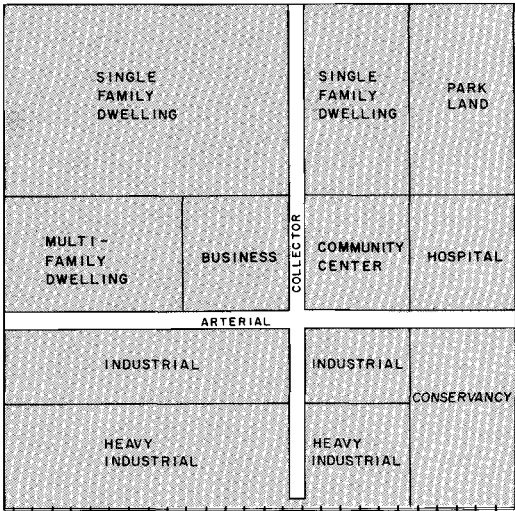 SINGLE
FAMILY
DWELLING
SINGLE
FAMILY
DWELLING
PARK
LAND
MULTI-
FAMILY
DWELLING
BUSINESS
COLLECTOR
COMMUNITY
CENTER
HOSPITAL
ARTERIAL
INDUSTRIAL
INDUSTRIAL
CONSERVANCY
HEAVY
INDUSTRIAL
HEAVY
INDUSTRIAL